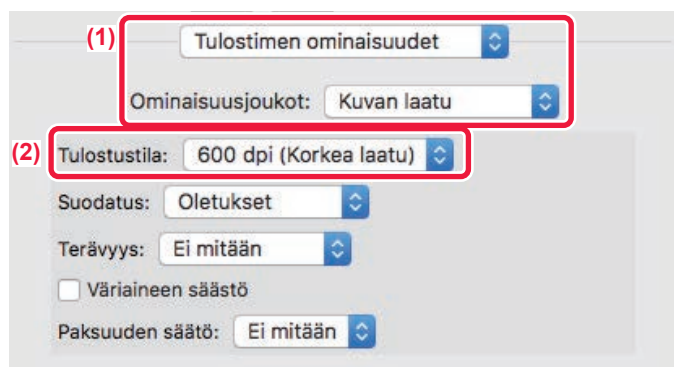 (1) Tulostimen ominaisuudet
Ominaisuusjoukot: Kuvan laatu
(2) Tulostustila: 600 dpi (Korkea laatu)
Suodatus: Oletukset
Terävyys: Ei mitään
Väriaineen säästö
Paksuuden säätö: Ei mitään